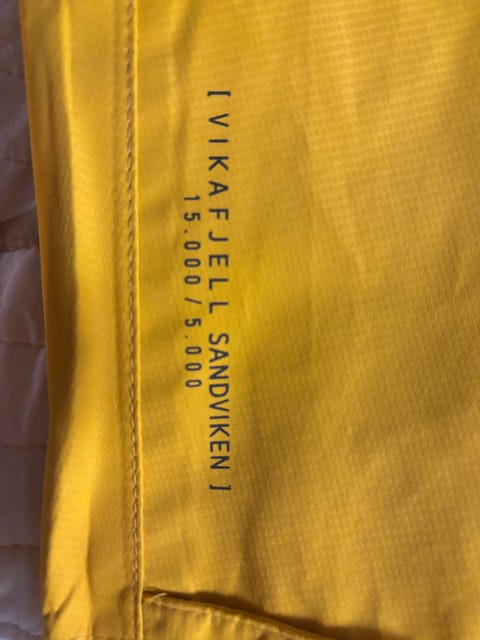 [ VIKAFJELL SANDVIKEN ]
15.000/5.000